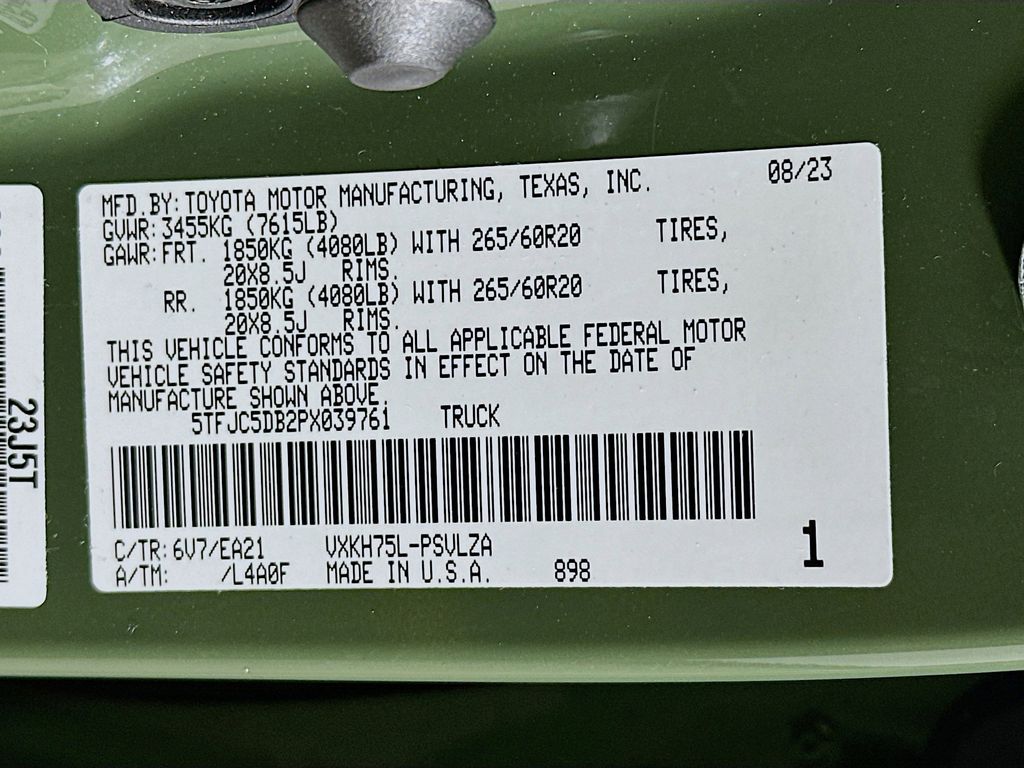 MFD.BY:TOYOTA MOTOR MANUFACTURING, TEXAS, INC. 08/23
GVWR:3455KG (7615LB)
GAWR:FRT. 1850KG (4080LB) WITH 265/60R20 TIRES,
20X8.5J RIMS.
RR. 1850KG (4080LB) WITH 265/60R20 TIRES,
20X8.5J RIMS.
THIS VEHICLE CONFORMS TO ALL APPLICABLE FEDERAL MOTOR
VEHICLE SAFETY STANDARDS IN EFFECT ON THE DATE OF
MANUFACTURE SHOWN ABOVE.
5TFJC5DB2PX039761 TRUCK
C/TR:6V7/EA21 VXKH75L-PSVLZA
A/TM: /L4A0F MADE IN U.S.A. 898
1
23J5T